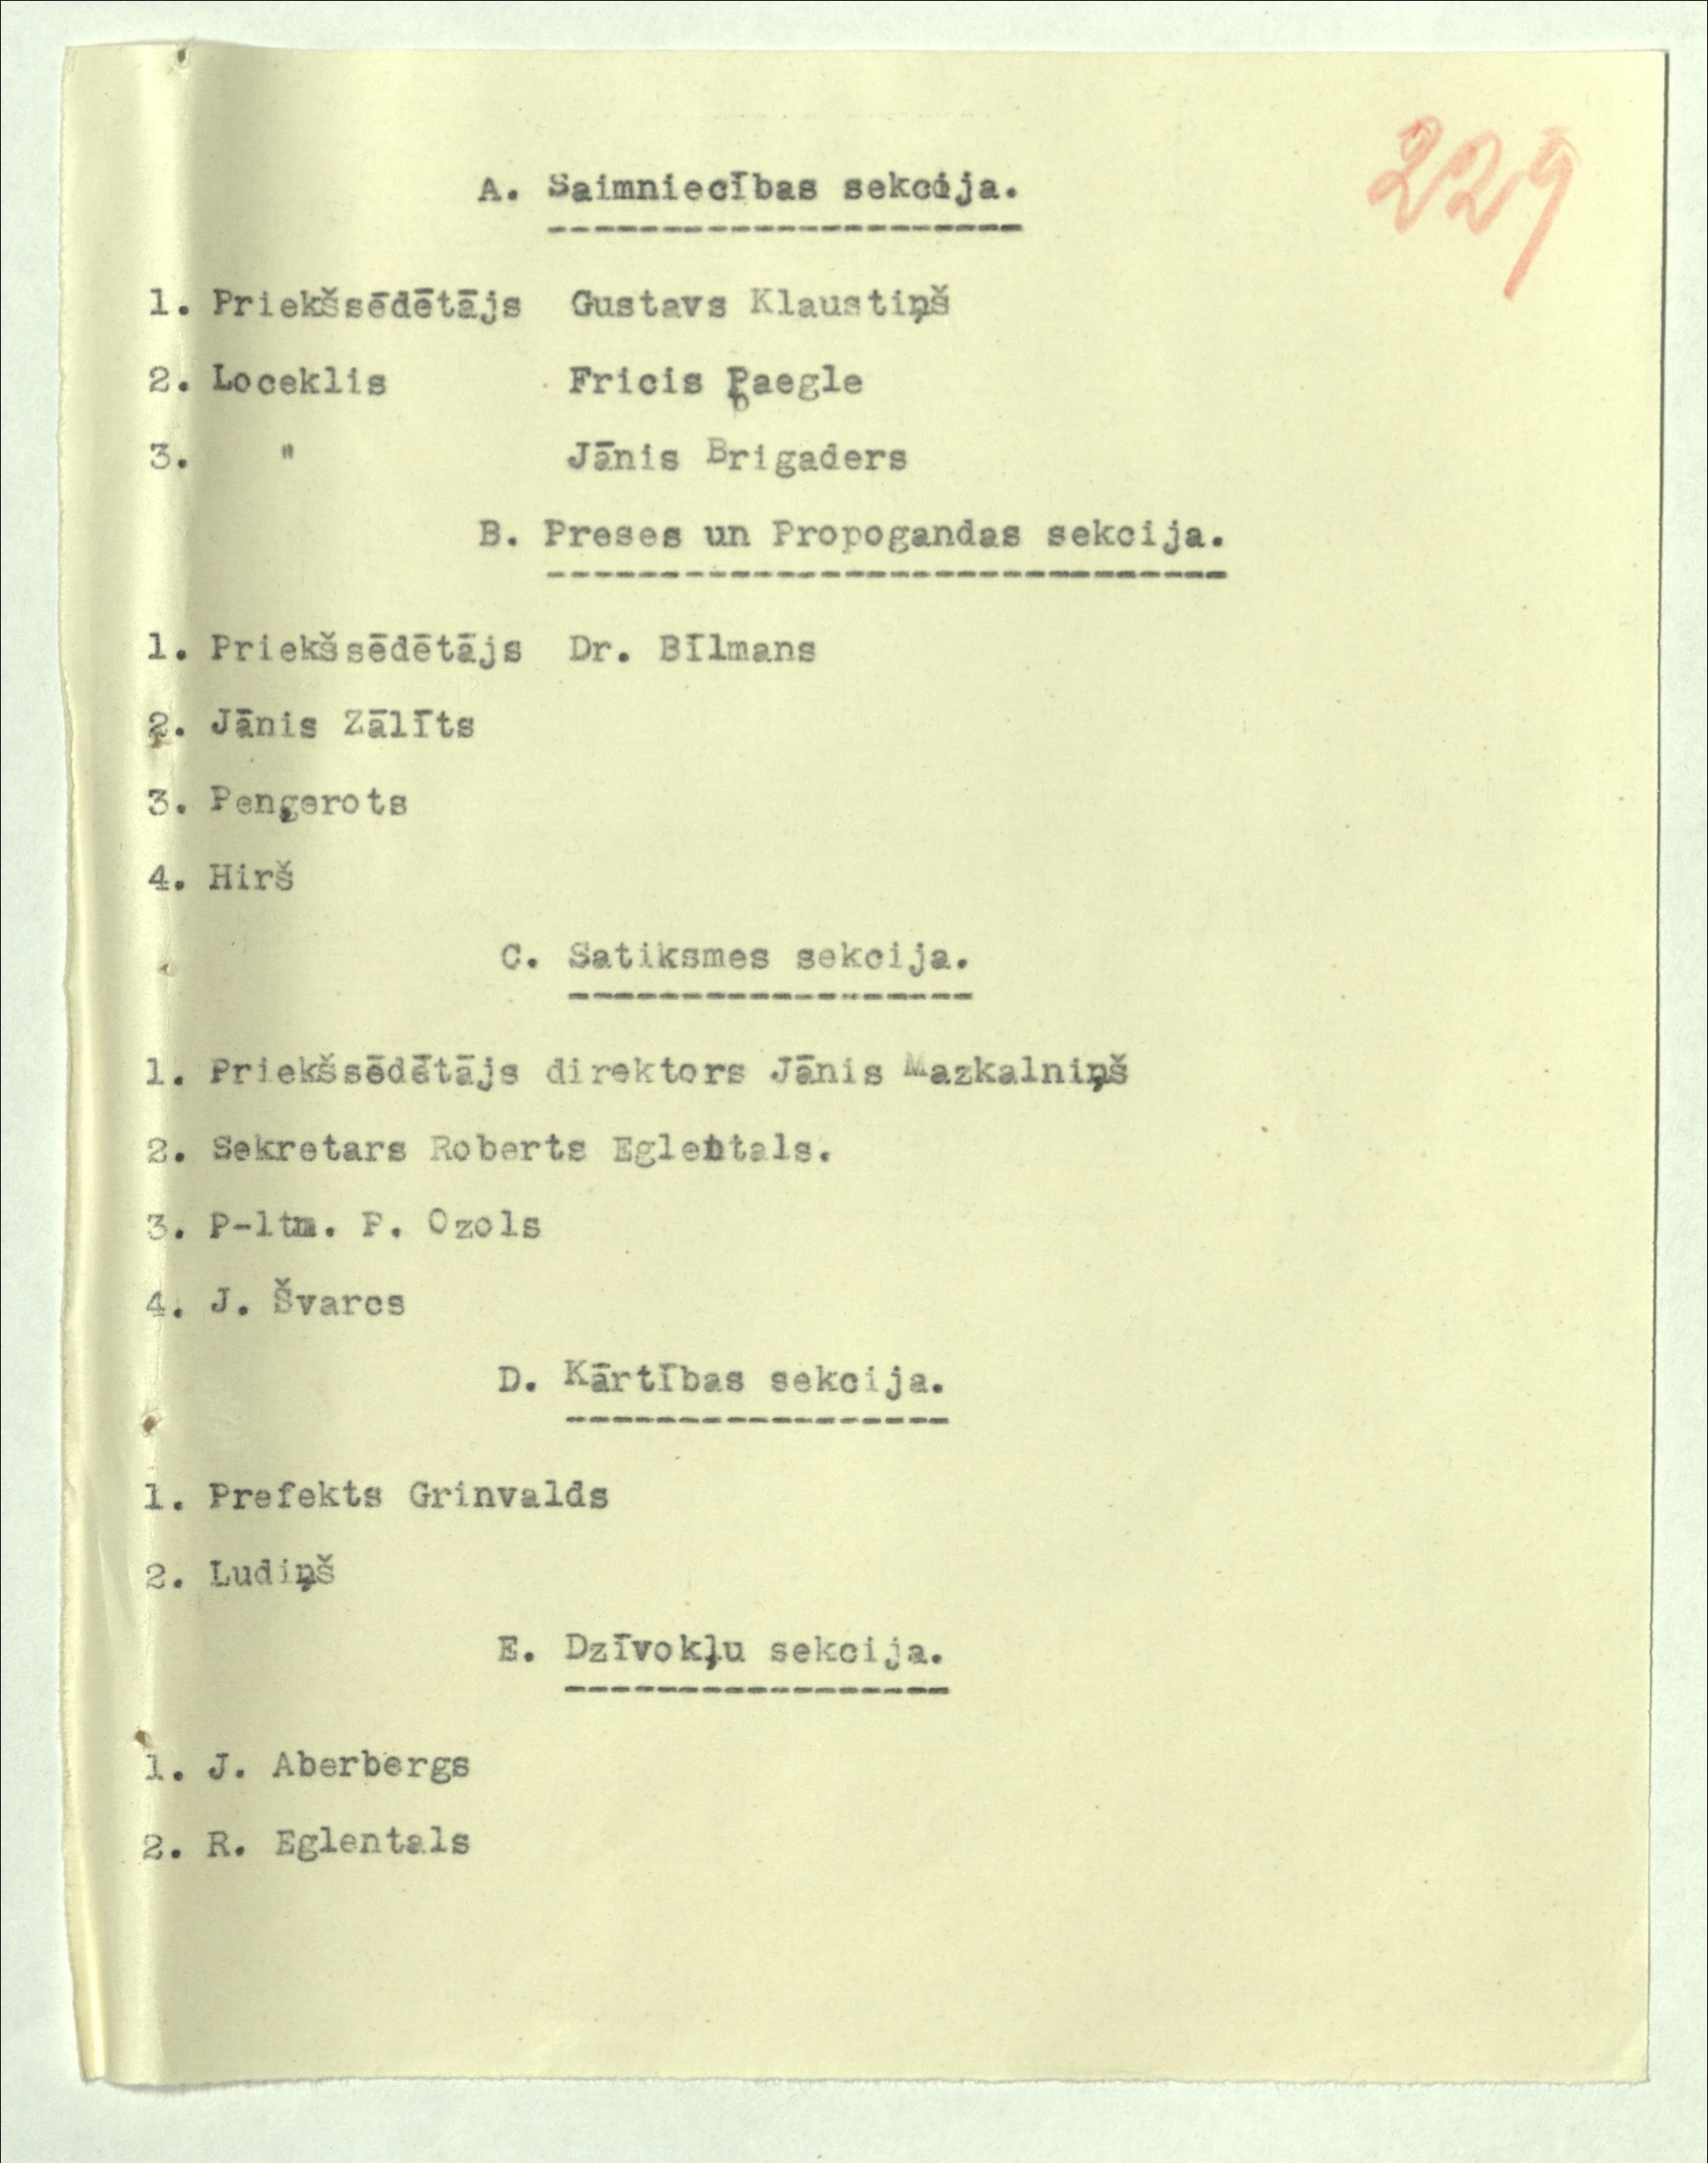 229
A. Saimniecības sekcija.
1. Priekšsēdētājs Gustavs Klaustiņš
2. Loceklis Fricis Paegle
3. " Jānis Brigaders
B. Preses un Propogandas sekcija.
1. Priekšsēdētājs Dr. Bīlmans
2. Jānis Zālīts
3. Penģerots
4. Hirš
C. Satiksmes sekcija.
1. Priekšsēdētājs direktors Jānis Mazkalniņš
2. Sekretars Roberts Eglentals.
3. P-ltn. P. Ozols
4. J. Švarcs
D. Kārtības sekcija.
1. Prefekts Grinvalds
2. Ludiņš
E. Dzīvokļu sekcija.
1. J. Aberbergs
2. R. Eglentals